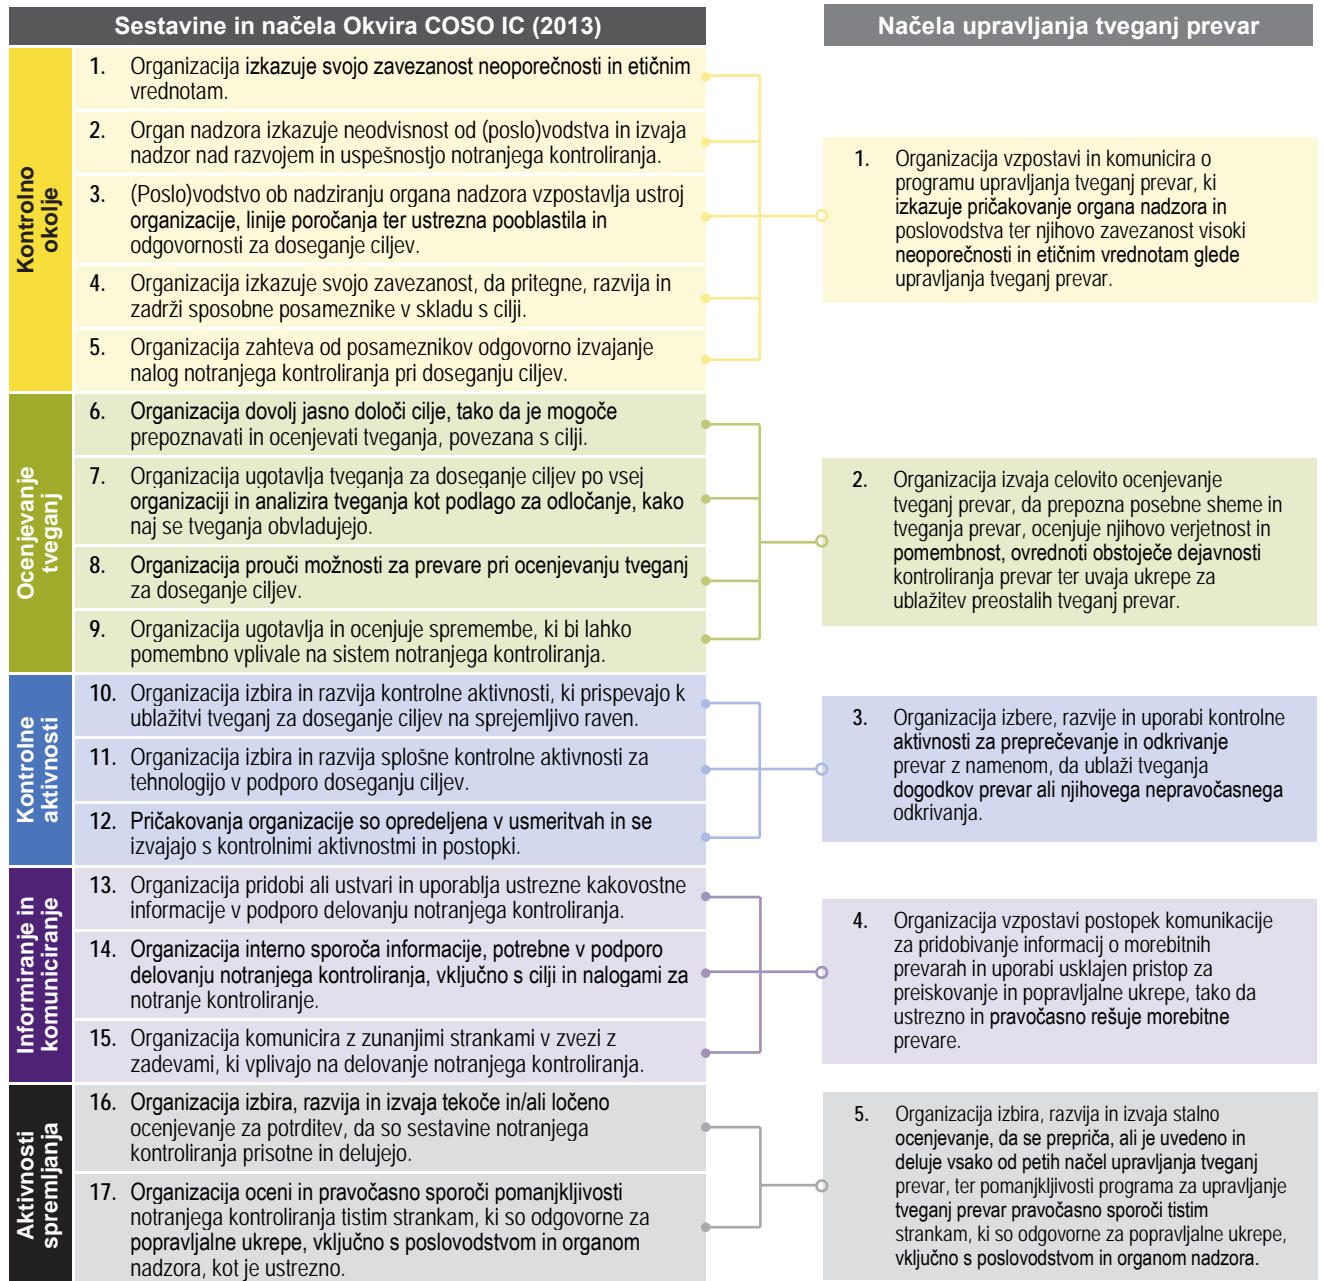 Sestavine in načela Okvira COSO IC (2013)
Kontrolno
okolje
1. Organizacija izkazuje svojo zavezanost neoporečnosti in etičnim
vrednotam.
2. Organ nadzora izkazuje neodvisnost od (poslo)vodstva in izvaja
nadzor nad razvojem in uspešnostjo notranjega kontroliranja.
3. (Poslo)vodstvo ob nadziranju organa nadzora vzpostavlja ustroj
organizacije, linije poročanja ter ustrezna pooblastila in
odgovornosti za doseganje ciljev.
4. Organizacija izkazuje svojo zavezanost, da pritegne, razvija in
zadrži sposobne posameznike v skladu s cilji.
5. Organizacija zahteva od posameznikov odgovorno izvajanje
nalog notranjega kontroliranja pri doseganju ciljev.
Ocenjevanje
tveganj
6. Organizacija dovolj jasno določi cilje, tako da je mogoče
prepoznavati in ocenjevati tveganja, povezana s cilji.
7. Organizacija ugotavlja tveganja za doseganje ciljev po vsej
organizaciji in analizira tveganja kot podlago za odločanje, kako
naj se tveganja obvladujejo.
8. Organizacija prouči možnosti za prevare pri ocenjevanju tveganj
za doseganje ciljev.
9. Organizacija ugotavlja in ocenjuje spremembe, ki bi lahko
pomembno vplivale na sistem notranjega kontroliranja.
Kontrolne
aktivnosti
10. Organizacija izbira in razvija kontrolne aktivnosti, ki prispevajo k
ublažitvi tveganj za doseganje ciljev na sprejemljivo raven.
11. Organizacija izbira in razvija splošne kontrolne aktivnosti za
tehnologijo v podporo doseganju ciljev.
12. Pričakovanja organizacije so opredeljena v usmeritvah in se
izvajajo s kontrolnimi aktivnostmi in postopki.
Informiranje in
komuniciranje
13. Organizacija pridobi ali ustvari in uporablja ustrezne kakovostne
informacije v podporo delovanju notranjega kontroliranja.
14. Organizacija interno sporoča informacije, potrebne v podporo
delovanju notranjega kontroliranja, vključno s cilji in nalogami za
notranje kontroliranje.
15. Organizacija komunicira z zunanjimi strankami v zvezi z
zadevami, ki vplivajo na delovanje notranjega kontroliranja.
Aktivnosti
spremljanja
16. Organizacija izbira, razvija in izvaja tekoče in/ali ločeno
ocenjevanje za potrditev, da so sestavine notranjega
kontroliranja prisotne in delujejo.
17. Organizacija oceni in pravočasno sporoči pomanjkljivosti
notranjega kontroliranja tistim strankam, ki so odgovorne za
popravljalne ukrepe, vključno s poslovodstvom in organom
nadzora, kot je ustrezno.
Načela upravljanja tveganj prevar
1. Organizacija vzpostavi in komunicira o
programu upravljanja tveganj prevar, ki
izkazuje pričakovanje organa nadzora in
poslovodstva ter njihovo zavezanost visoki
neoporečnosti in etičnim vrednotam glede
upravljanja tveganj prevar.
2. Organizacija izvaja celovito ocenjevanje
tveganj prevar, da prepozna posebne sheme in
tveganja prevar, ocenjuje njihovo verjetnost in
pomembnost, ovrednoti obstoječe dejavnosti
kontroliranja prevar ter uvaja ukrepe za
ublažitev preostalih tveganj prevar.
3. Organizacija izbere, razvije in uporabi kontrolne
aktivnosti za preprečevanje in odkrivanje
prevar z namenom, da ublaži tveganja
dogodkov prevar ali njihovega nepravočasnega
odkrivanja.
4. Organizacija vzpostavi postopek komunikacije
za pridobivanje informacij o morebitnih
prevarah in uporabi usklajen pristop za
preiskovanje in popravljalne ukrepe, tako da
ustrezno in pravočasno rešuje morebitne
prevare.
5. Organizacija izbira, razvija in izvaja stalno
ocenjevanje, da se prepriča, ali je uvedeno in
deluje vsako od petih načel upravljanja tveganj
prevar, ter pomanjkljivosti programa za upravljanje
tveganj prevar pravočasno sporoči tistim
strankam, ki so odgovorne za popravljalne ukrepe,
vključno s poslovodstvom in organom nadzora.